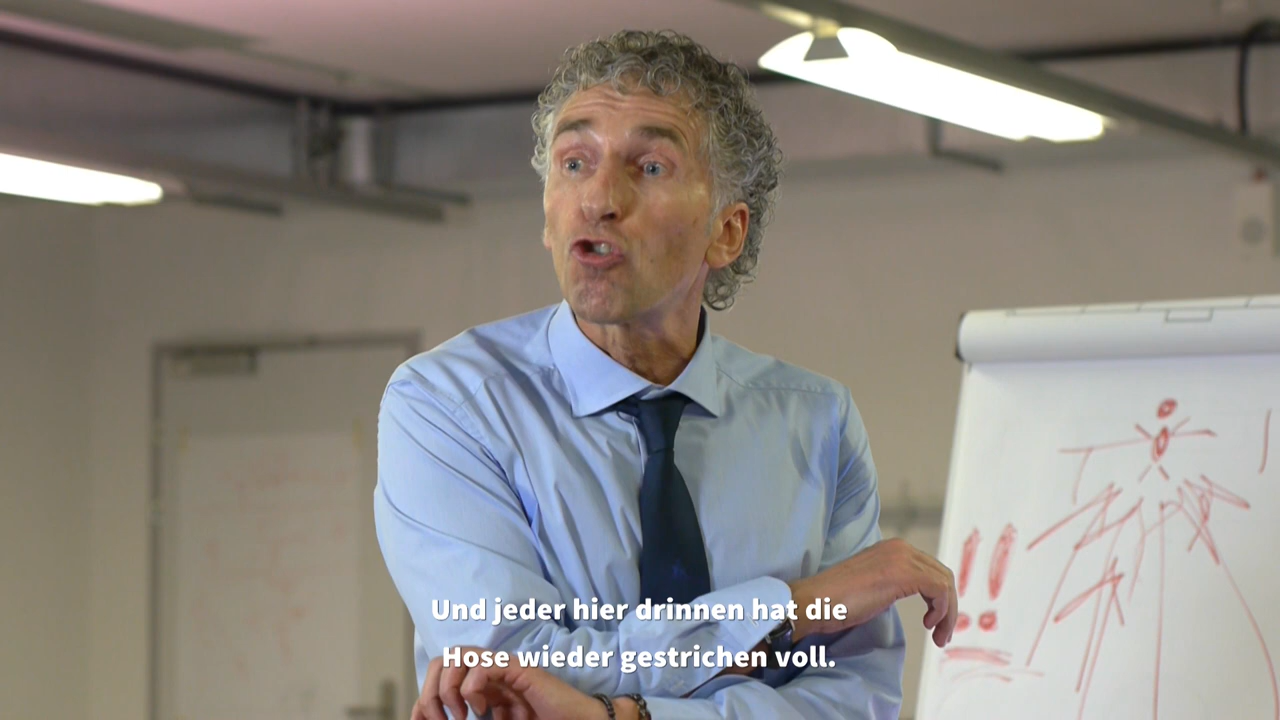 !!
Und jeder hier drinnen hat die
Hose wieder gestrichen voll.